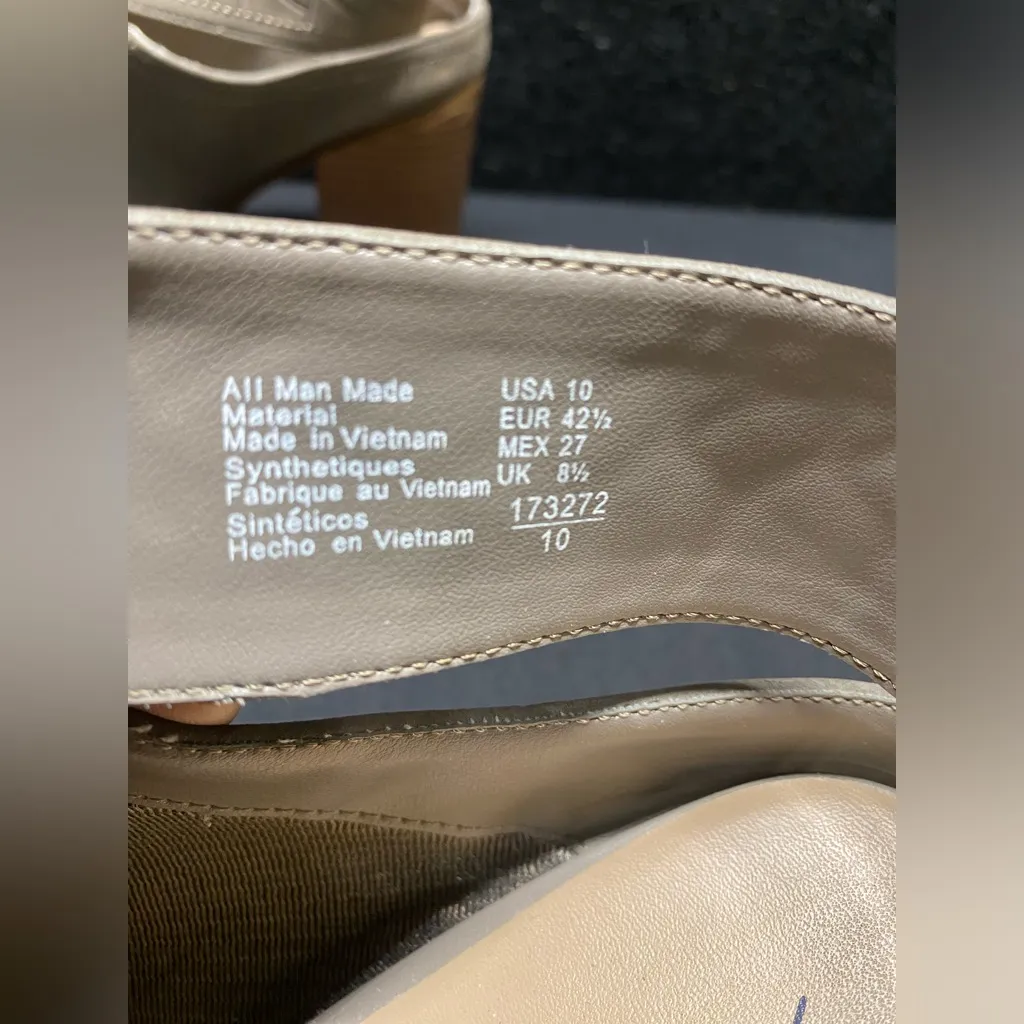 All Man Made
Material
Made in Vietnam
Synthetiques
Fabrique au Vietnam
Sintéticos
Hecho en Vietnam
USA 10
EUR 42½
MEX 27
UK 8½
173272
10